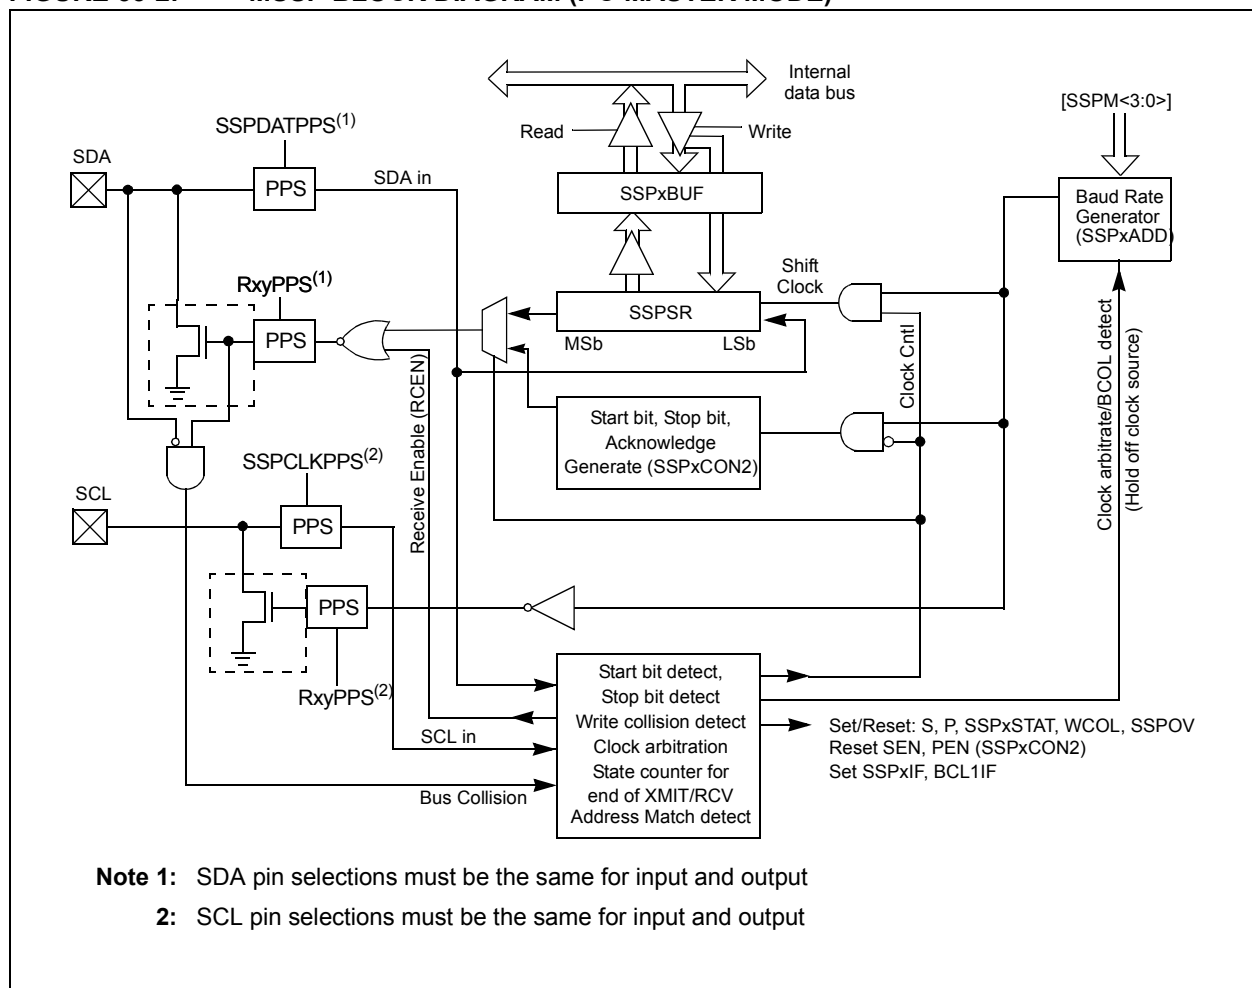 Internal
data bus
[SSPM<3:0>]
SSPDATPPS(1)
Read
Write
SDA
PPS
SDA in
SSPxBUF
Baud Rate
Generator
(SSPxADD)
Shift
Clock
RxyPPS(1)
PPS
SSPSR
MSb
LSb
Clock Cntl
Receive Enable (RCEN)
Clock arbitrate/BCOL detect
(Hold off clock source)
Start bit, Stop bit,
Acknowledge
Generate (SSPxCON2)
SSPCLKPPS(2)
SCL
PPS
PPS
RxyPPS(2)
SCL in
Bus Collision
Start bit detect,
Stop bit detect
Write collision detect
Clock arbitration
State counter for
end of XMIT/RCV
Address Match detect
Set/Reset: S, P, SSPxSTAT, WCOL, SSPOV
Reset SEN, PEN (SSPxCON2)
Set SSPxIF, BCL1IF
Note 1: SDA pin selections must be the same for input and output
2: SCL pin selections must be the same for input and output